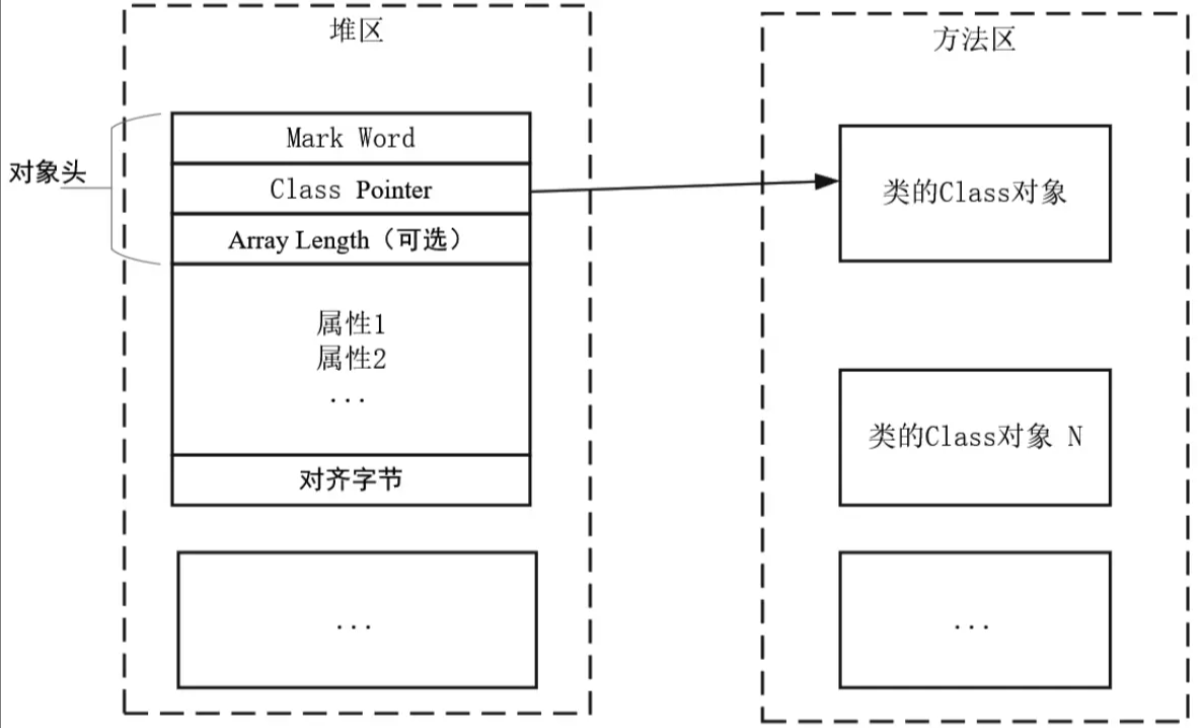 堆区
对象头
Mark Word
Class Pointer
Array Length（可选）
属性1
属性2
...
对齐字节
...
方法区
类的Class对象
类的Class对象 N
...